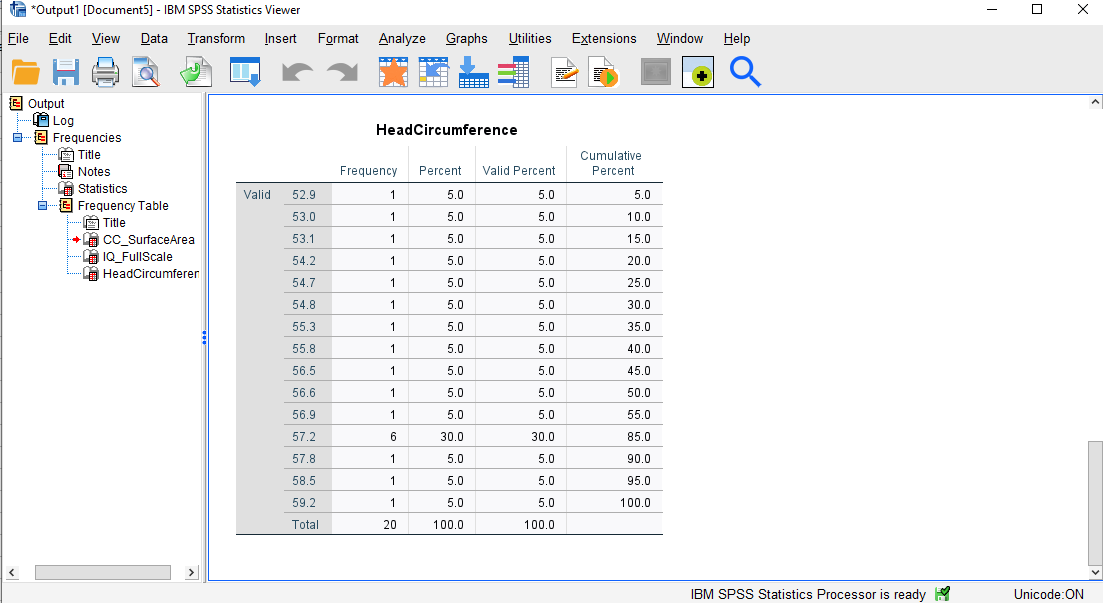 *Output1 [Document5] - IBM SPSS Statistics Viewer
File Edit View Data Transform Insert Format Analyze Graphs Utilities Extensions Window Help
Output
Log
Frequencies
Title
Notes
Statistics
Frequency Table
Title
CC_SurfaceArea
IQ_FullScale
HeadCircumferen
HeadCircumference
Frequency Percent Valid Percent Cumulative Percent
Valid 52.9 1 5.0 5.0 5.0
53.0 1 5.0 5.0 10.0
53.1 1 5.0 5.0 15.0
54.2 1 5.0 5.0 20.0
54.7 1 5.0 5.0 25.0
54.8 1 5.0 5.0 30.0
55.3 1 5.0 5.0 35.0
55.8 1 5.0 5.0 40.0
56.5 1 5.0 5.0 45.0
56.6 1 5.0 5.0 50.0
56.9 1 5.0 5.0 55.0
57.2 6 30.0 30.0 85.0
57.8 1 5.0 5.0 90.0
58.5 1 5.0 5.0 95.0
59.2 1 5.0 5.0 100.0
Total 20 100.0 100.0
IBM SPSS Statistics Processor is ready Unicode:ON